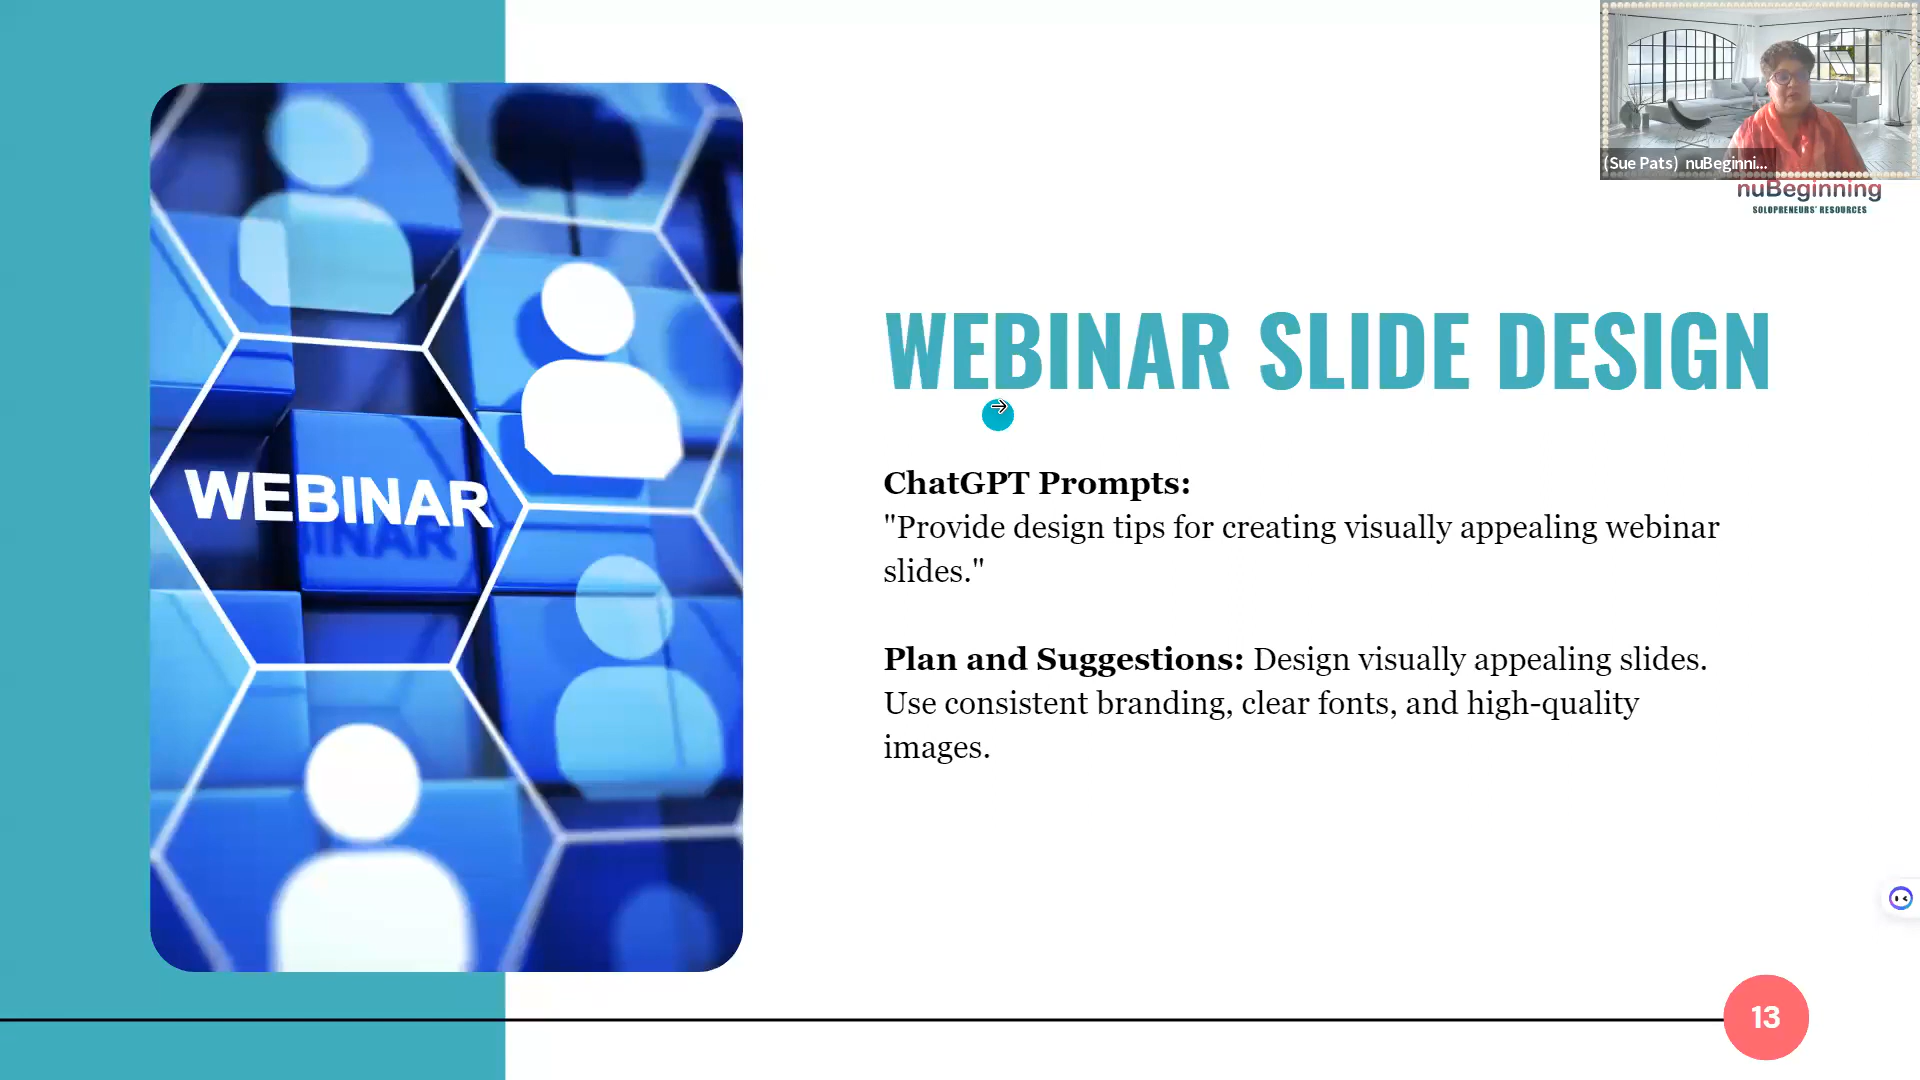 (Sue Pats) nuBeginni...
nuBeginning
SOLOPRENEURS' RESOURCES
WEBINAR
WEBINAR SLIDE DESIGN
ChatGPT Prompts:
"Provide design tips for creating visually appealing webinar
slides."
Plan and Suggestions: Design visually appealing slides.
Use consistent branding, clear fonts, and high-quality
images.
13